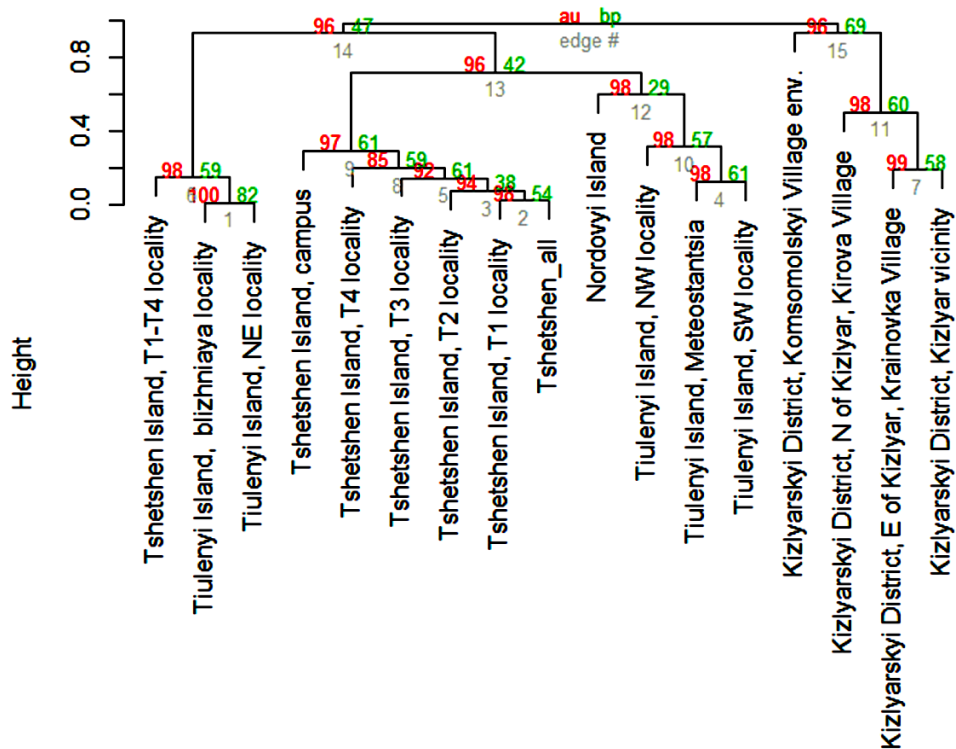 au bp
edge #
96 47
14
96 69
15
96 42
13
98 29
12
98 60
11
97 61
9
85 59
8
92 61
5
94 38
3
98 54
2
98 57
10
98 61
4
98 59
6
100 82
1
99 58
7
0.8
0.4
0.0
Height
Tshetshen Island, T1-T4 locality
Tiulenyi Island, blizhniaya locality
Tiulenyi Island, NE locality
Tshetshen Island, campus
Tshetshen Island, T4 locality
Tshetshen Island, T3 locality
Tshetshen Island, T2 locality
Tshetshen Island, T1 locality
Tshetshen_all
Nordovyi Island
Tiulenyi Island, NW locality
Tiulenyi Island, Meteostantsia
Tiulenyi Island, SW locality
Kizlyarskyi District, Komsomolskyi Village env.
Kizlyarskyi District, N of Kizlyar, Kirova Village
Kizlyarskyi District, E of Kizlyar, Krainovka Village
Kizlyarskyi District, Kizlyar vicinity